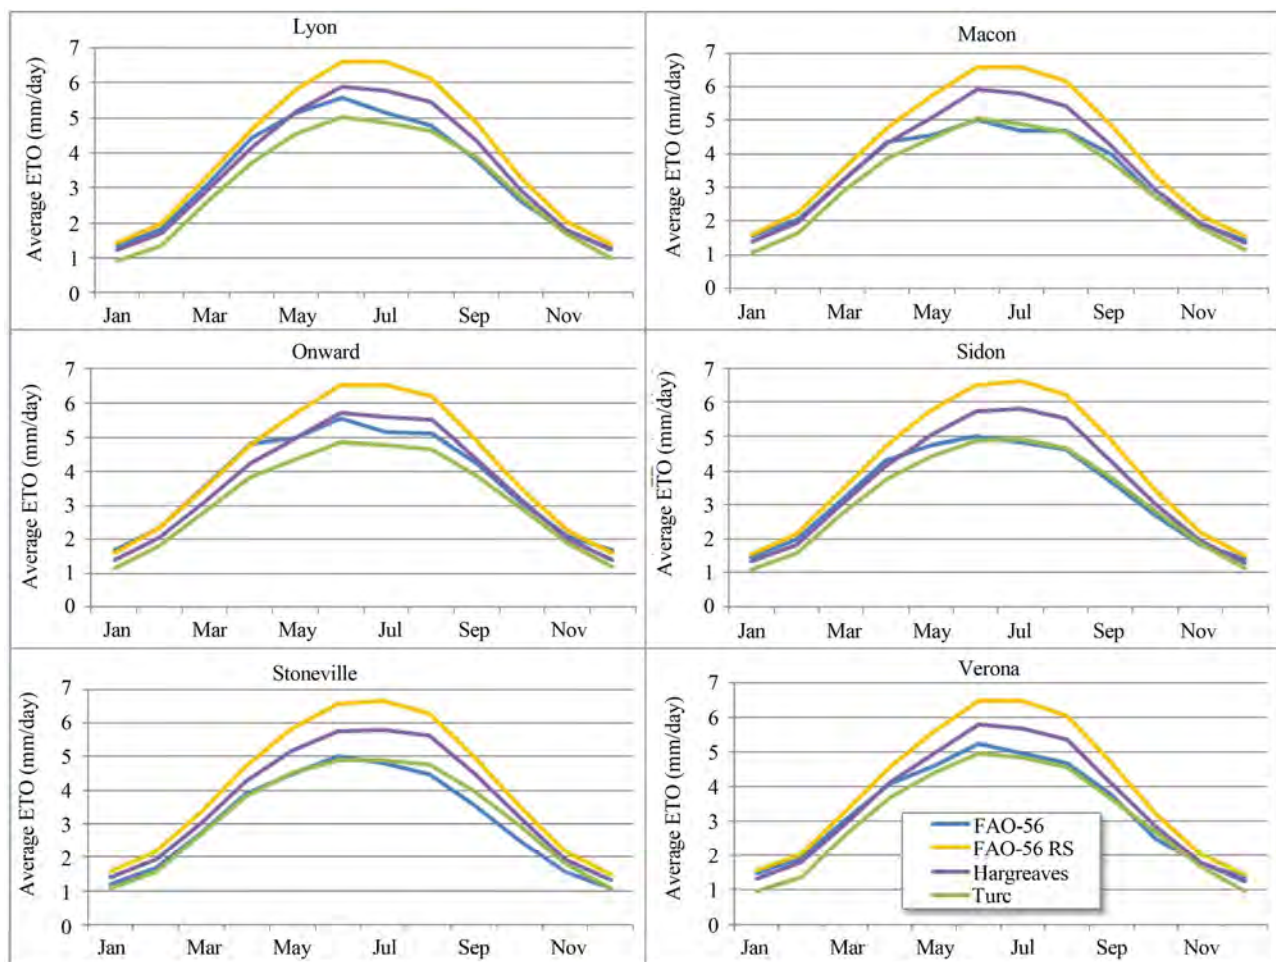 Lyon
Average ETO (mm/day)
7
6
5
4
3
2
1
0
Jan Mar May Jul Sep Nov
Macon
Average ETO (mm/day)
7
6
5
4
3
2
1
0
Jan Mar May Jul Sep Nov
Onward
Average ETO (mm/day)
7
6
5
4
3
2
1
0
Jan Mar May Jul Sep Nov
Sidon
Average ETO (mm/day)
7
6
5
4
3
2
1
0
Jan Mar May Jul Sep Nov
Stoneville
Average ETO (mm/day)
7
6
5
4
3
2
1
0
Jan Mar May Jul Sep Nov
Verona
Average ETO (mm/day)
7
6
5
4
3
2
1
0
Jan Mar May Jul Sep Nov
FAO-56
FAO-56 RS
Hargreaves
Turc